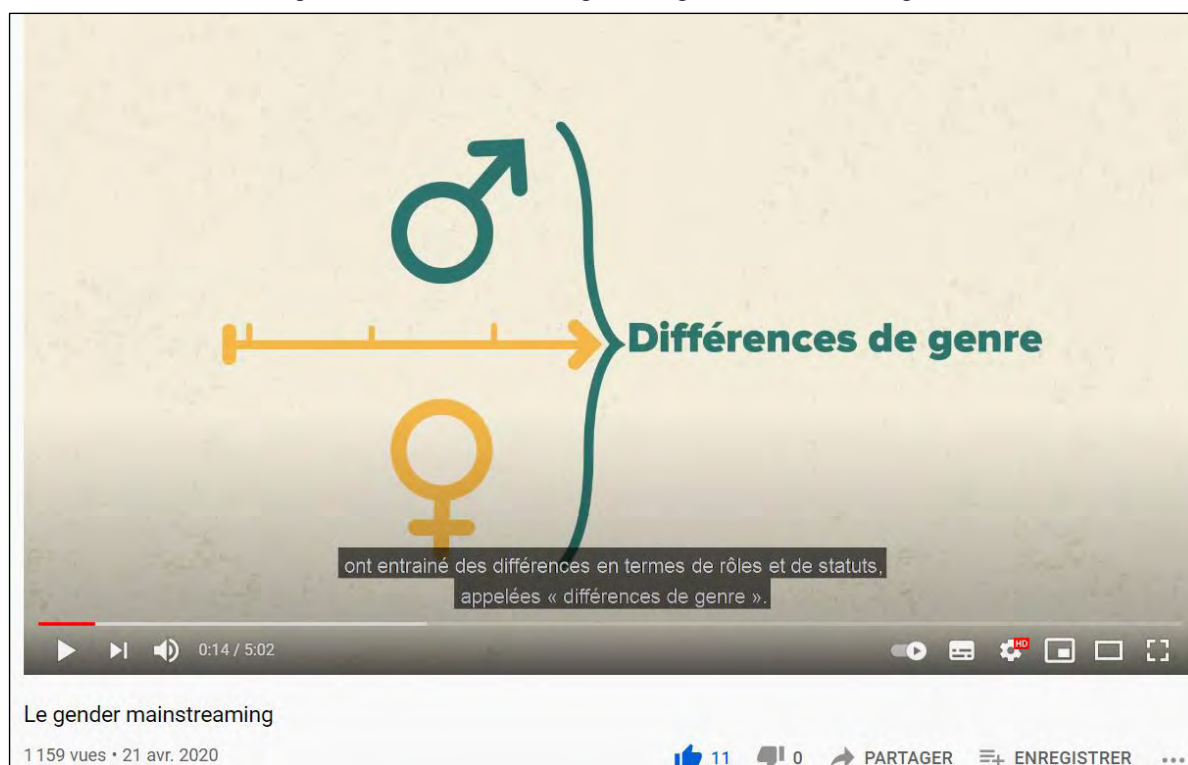 Différences de genre
ont entrainé des différences en termes de rôles et de statuts,
appelées « différences de genre ».
0:14 / 5:02
HD
Le gender mainstreaming
1 159 vues • 21 avr. 2020
11
0
PARTAGER
ENREGISTRER